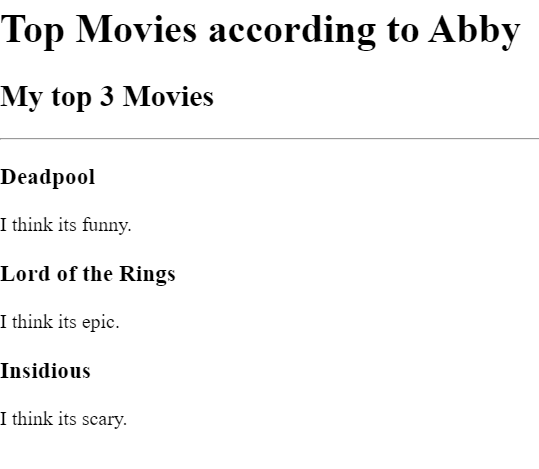 Top Movies according to Abby
My top 3 Movies
Deadpool
I think its funny.
Lord of the Rings
I think its epic.
Insidious
I think its scary.